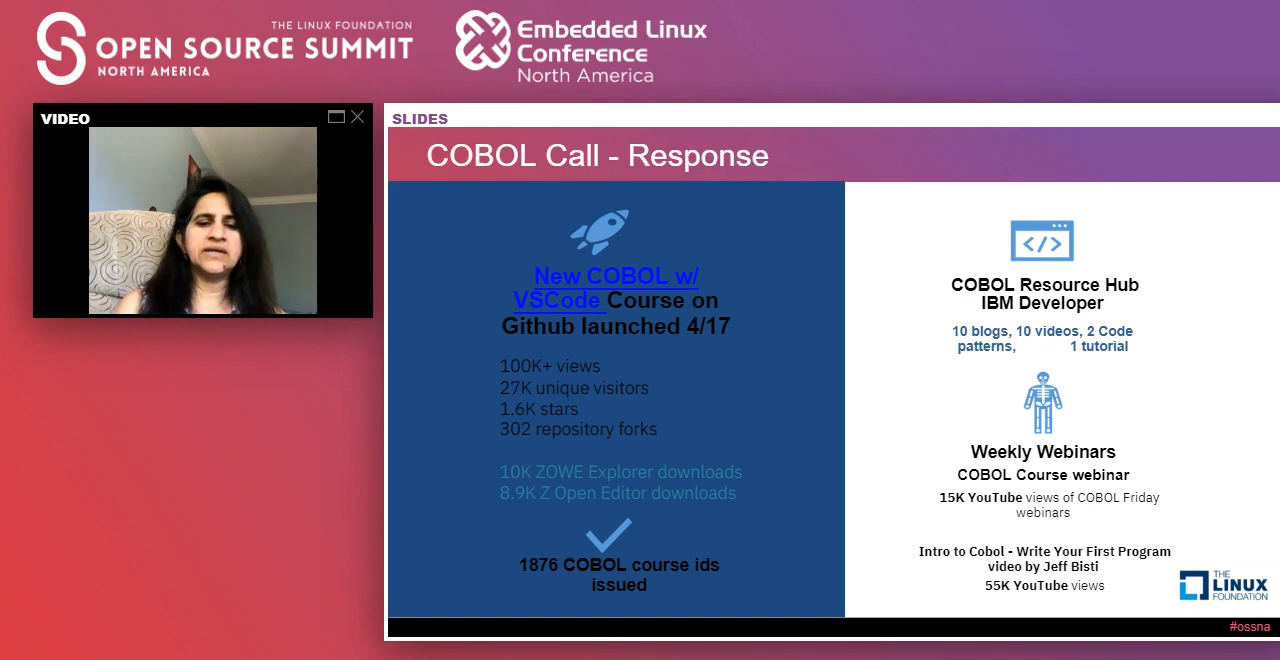 THE LINUX FOUNDATION
OPEN SOURCE SUMMIT
NORTH AMERICA
Embedded Linux
Conference
North America
VIDEO
SLIDES
COBOL Call - Response
New COBOL w/
VSCode Course on
Github launched 4/17
100K+ views
27K unique visitors
1.6K stars
302 repository forks
10K ZOWE Explorer downloads
8.9K Z Open Editor downloads
1876 COBOL course ids
issued
</>
COBOL Resource Hub
IBM Developer
10 blogs, 10 videos, 2 Code
patterns, 1 tutorial
Weekly Webinars
COBOL Course webinar
15K YouTube views of COBOL Friday
webinars
Intro to Cobol - Write Your First Program
video by Jeff Bisti
55K YouTube views
THE
LINUX
FOUNDATION
#ossna